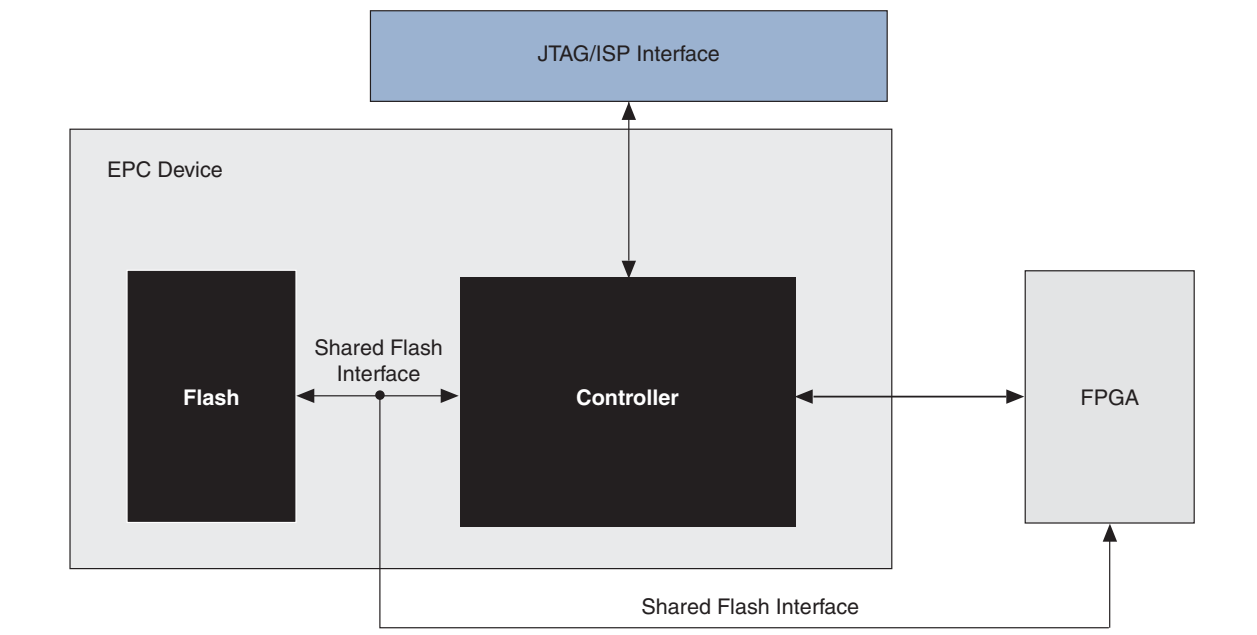 JTAG/ISP Interface
EPC Device
Shared Flash
Interface
Flash
Controller
FPGA
Shared Flash Interface